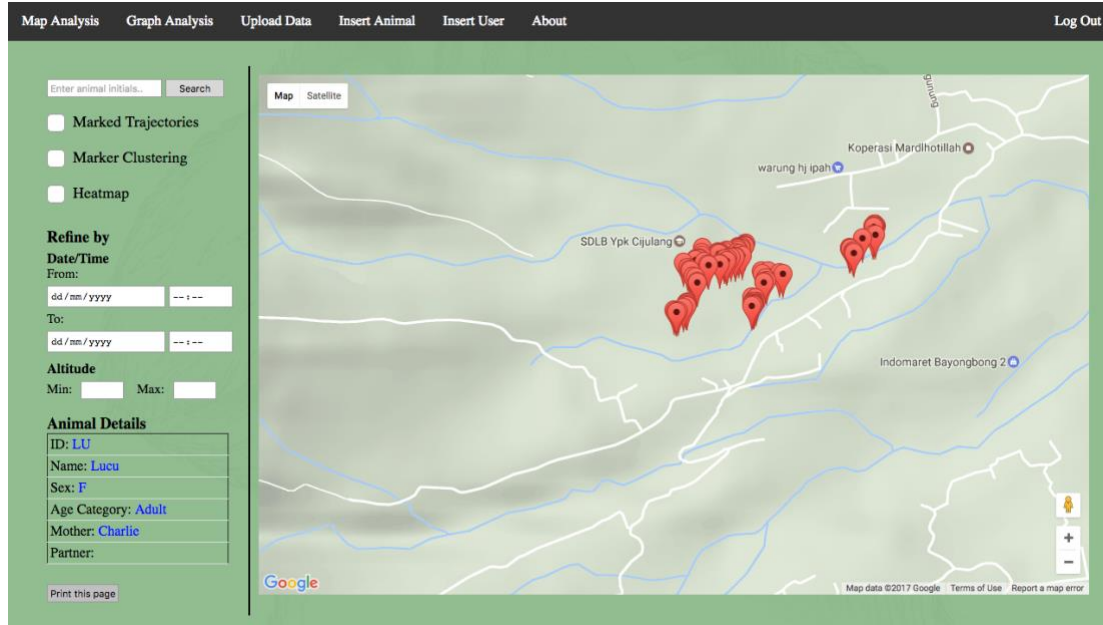 Map Analysis Graph Analysis Upload Data Insert Animal Insert User About Log Out
Enter animal initials.. Search
Marked Trajectories
Marker Clustering
Heatmap
Refine by
Date/Time
From:
dd/mm/yyyy --:--
To:
dd/mm/yyyy --:--
Altitude
Min: Max:
Animal Details
ID: LU
Name: Lucu
Sex: F
Age Category: Adult
Mother: Charlie
Partner:
Print this page
Map Satellite
gunung
Koperasi Mardlhotillah
warung hj ipah
SDLB Ypk Cijulang
Indomaret Bayongbong 2
+
−
Google
Map data ©2017 Google Terms of Use Report a map error